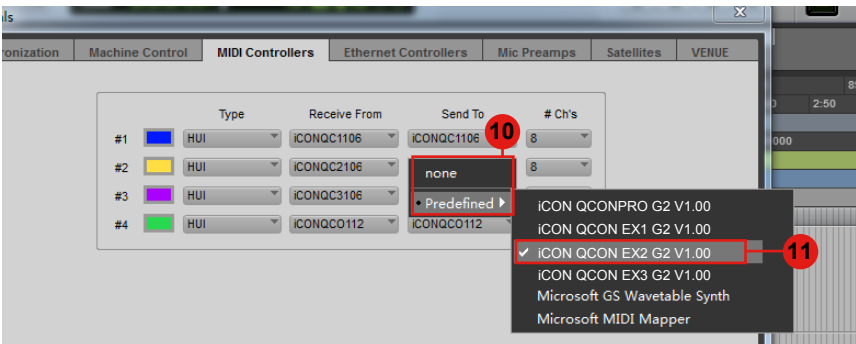 ls
ronization Machine Control MIDI Controllers Ethernet Controllers Mic Preamps Satellites VENUE
Type Receive From Send To # Ch's
#1 HUI iCONQC1106 iCONQC1106 8
10
#2 HUI iCONQC2106 8
none
#3 HUI iCONQC3106
• Predefined
#4 HUI iCONQCO112 iCONQCO112
iCON QCONPRO G2 V1.00
iCON QCON EX1 G2 V1.00
iCON QCON EX2 G2 V1.00
11
iCON QCON EX3 G2 V1.00
Microsoft GS Wavetable Synth
Microsoft MIDI Mapper
2:50
000